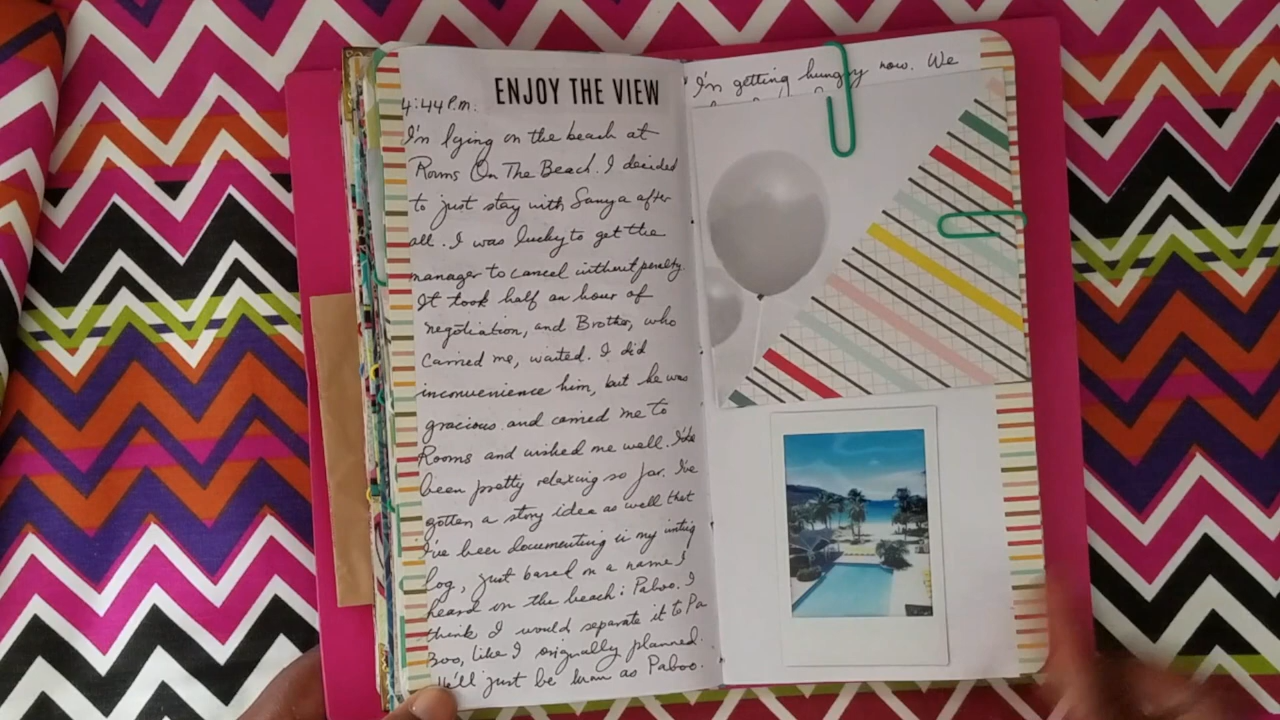 ENJOY THE VIEW
4:44 P.m.
I'm lying on the beach at
Rooms On The Beach. I decided
to just stay with Sanya after
all. I was lucky to get the
manager to cancel without penalty.
It took half an hour of
negotiation, and Brother, who
carried me, waited. I did
inconvenience him, but he was
gracious and carried me to
Rooms and wished me well.
been pretty relaxing so far. I've
gotten a story idea as well that
I've been documenting in my writing
log, just based on a name I
heard on the beach: Paboo. I
think I would separate it to Pa
Boo, like I originally planned.
He'll just be known as Paboo.
I'm getting hungry now. We